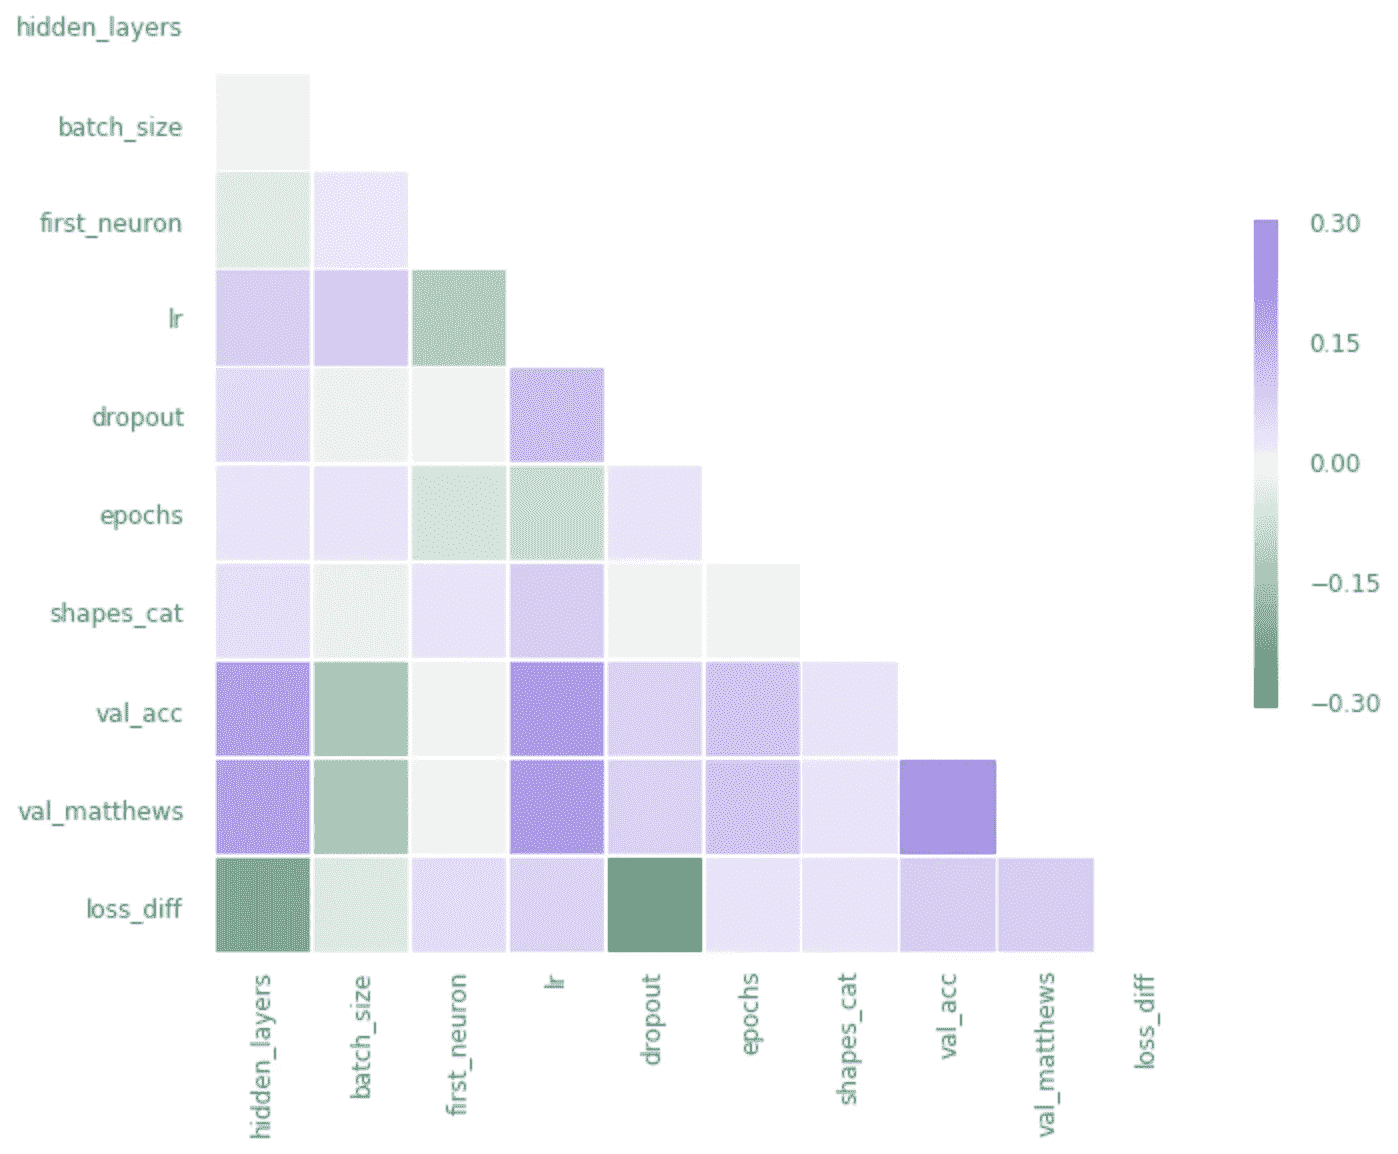 hidden_layers
batch_size
first_neuron
lr
dropout
epochs
shapes_cat
val_acc
val_matthews
loss_diff
0.30
0.15
0.00
−0.15
−0.30
hidden_layers
batch_size
first_neuron
lr
dropout
epochs
shapes_cat
val_acc
val_matthews
loss_diff